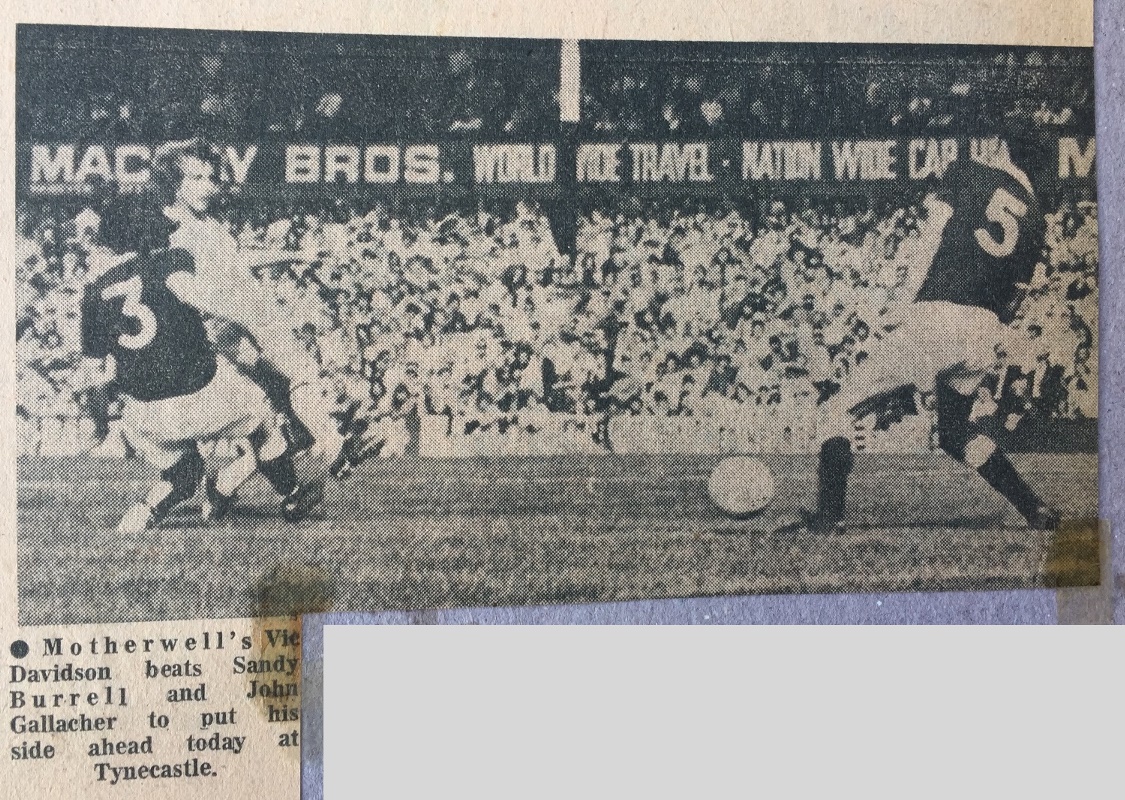 BROS. WORLD WIDE TRAVEL · NATION WIDE CAR
3
5
● Motherwell's Vic
Davidson beats Sandy
Burrell and John
Gallacher to put his
side ahead today at
Tynecastle.